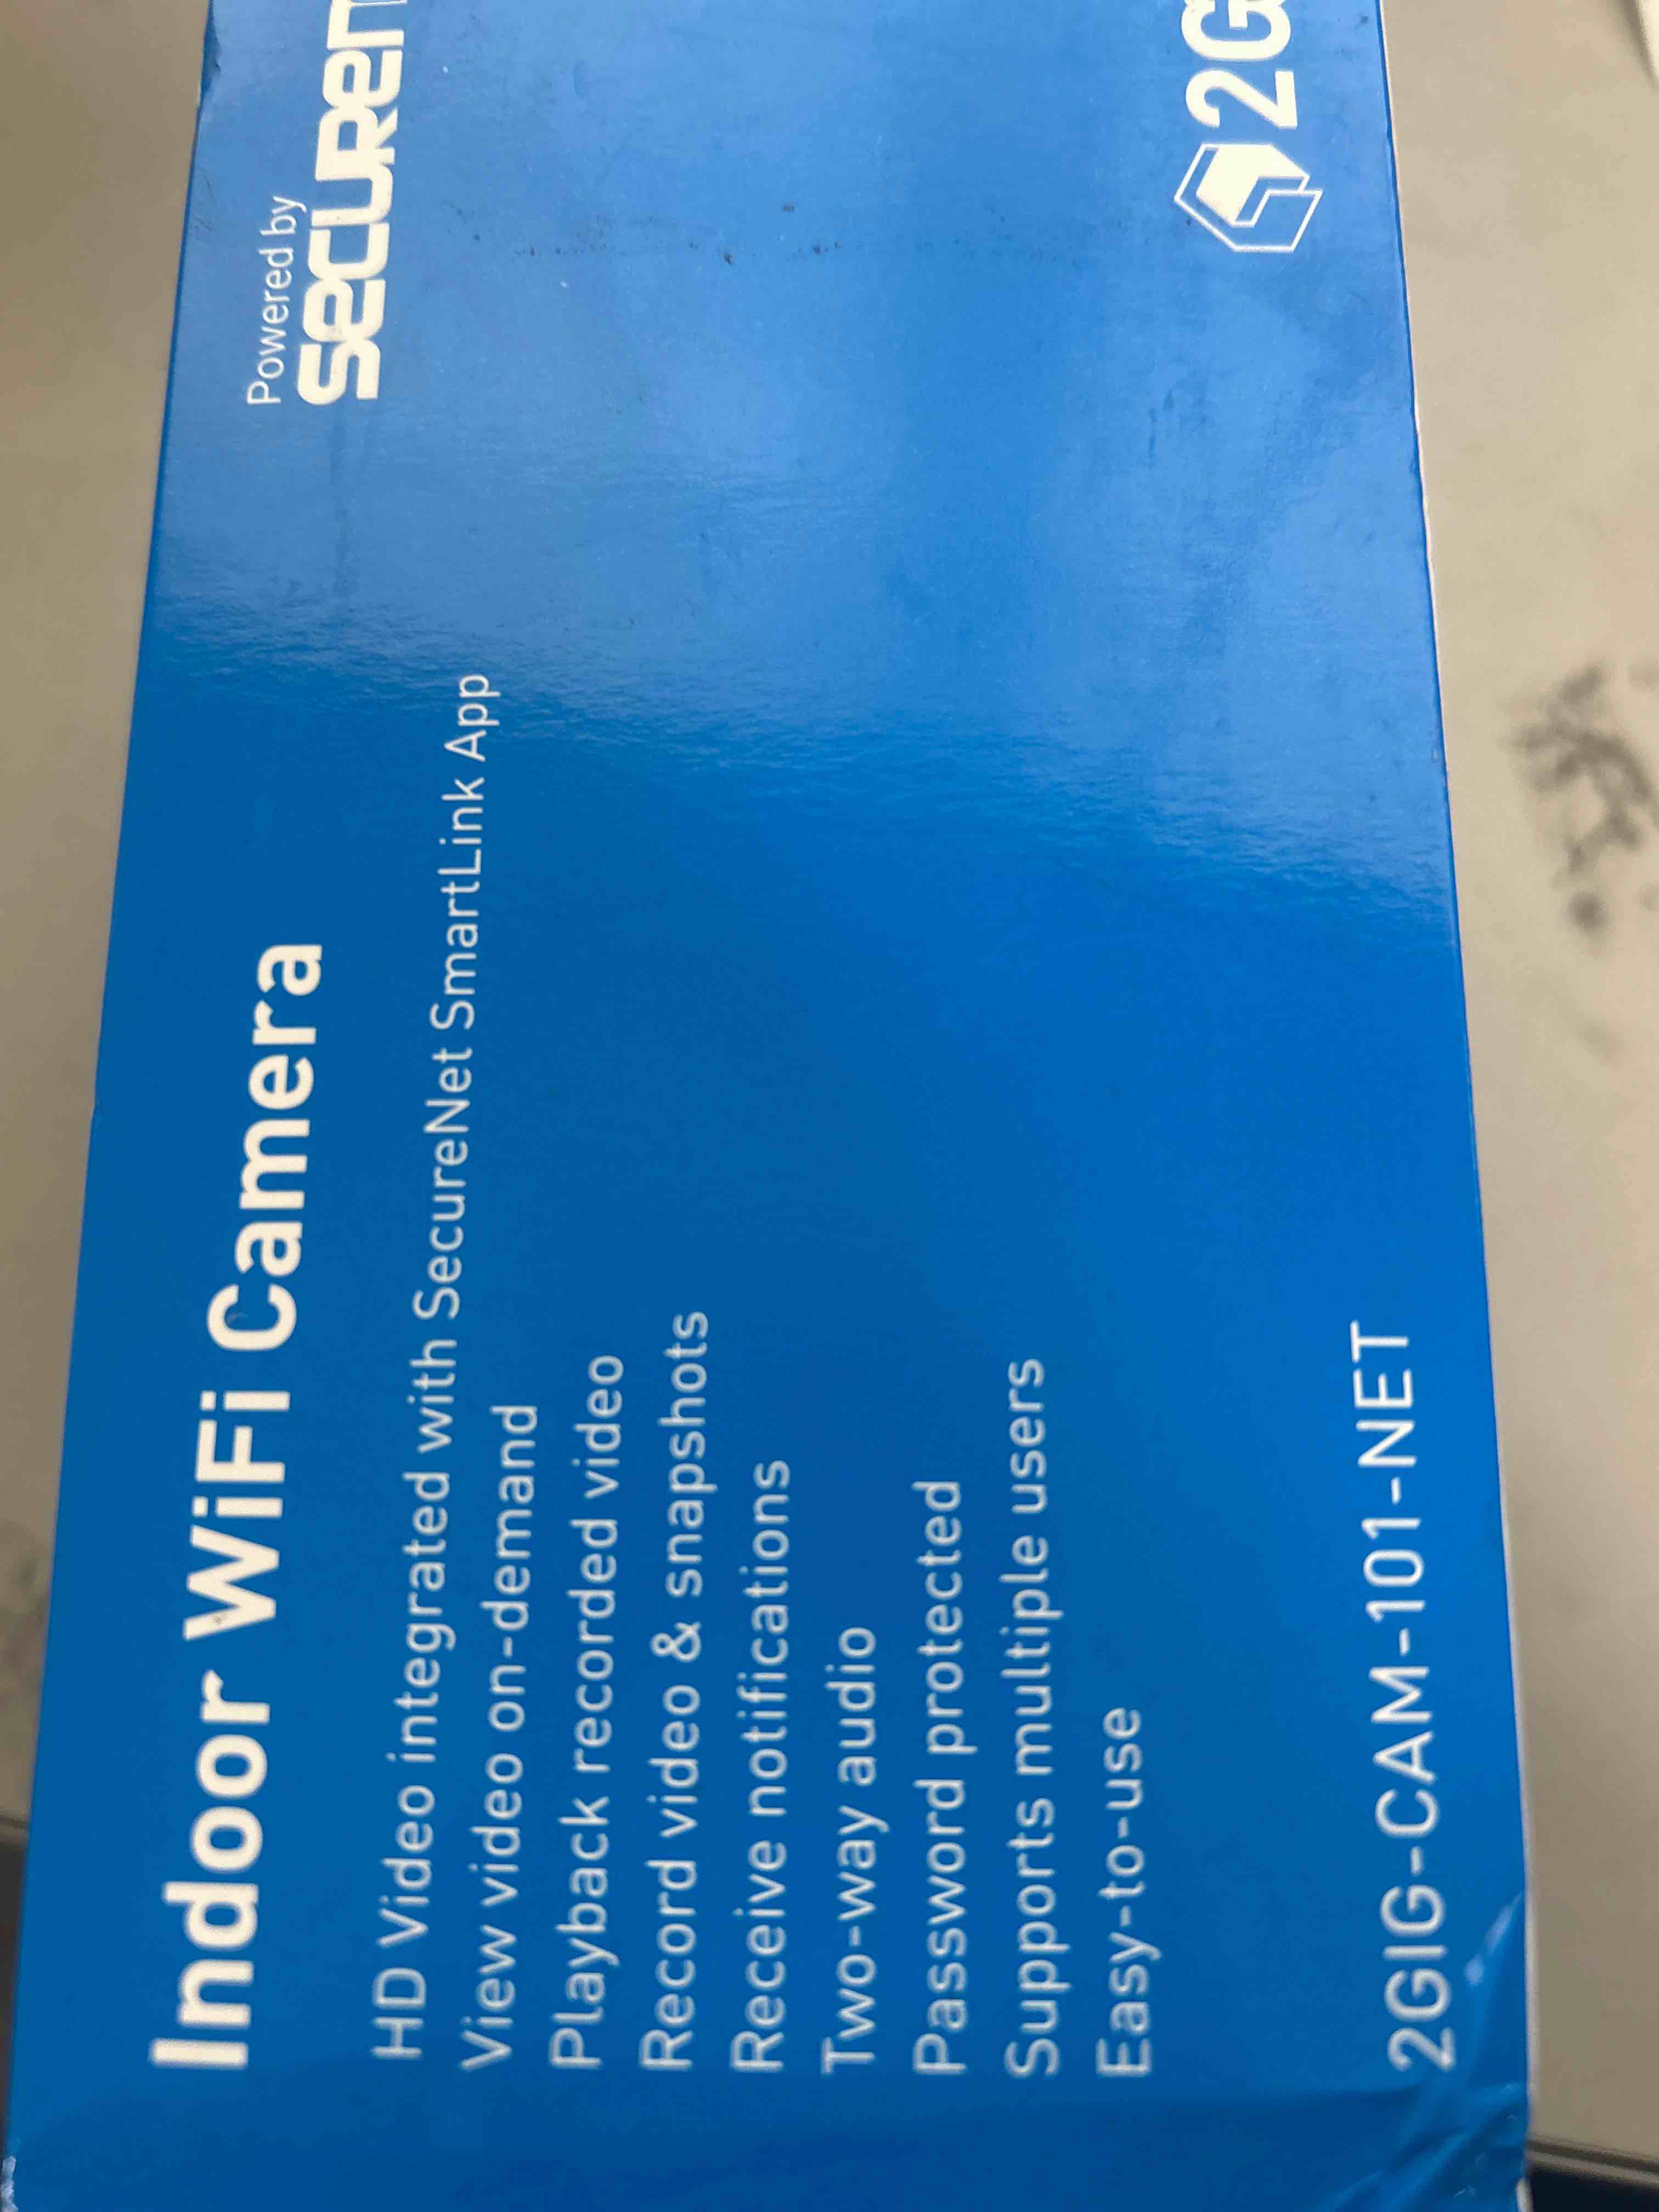 Indoor WiFi Camera
Powered by
HD Video integrated with SecureNet SmartLink App
View video on-demand
Playback recorded video
Record video & snapshots
Receive notifications
Two-way audio
Password protected
Supports multiple users
Easy-to-use
2GIG-CAM-101-NET